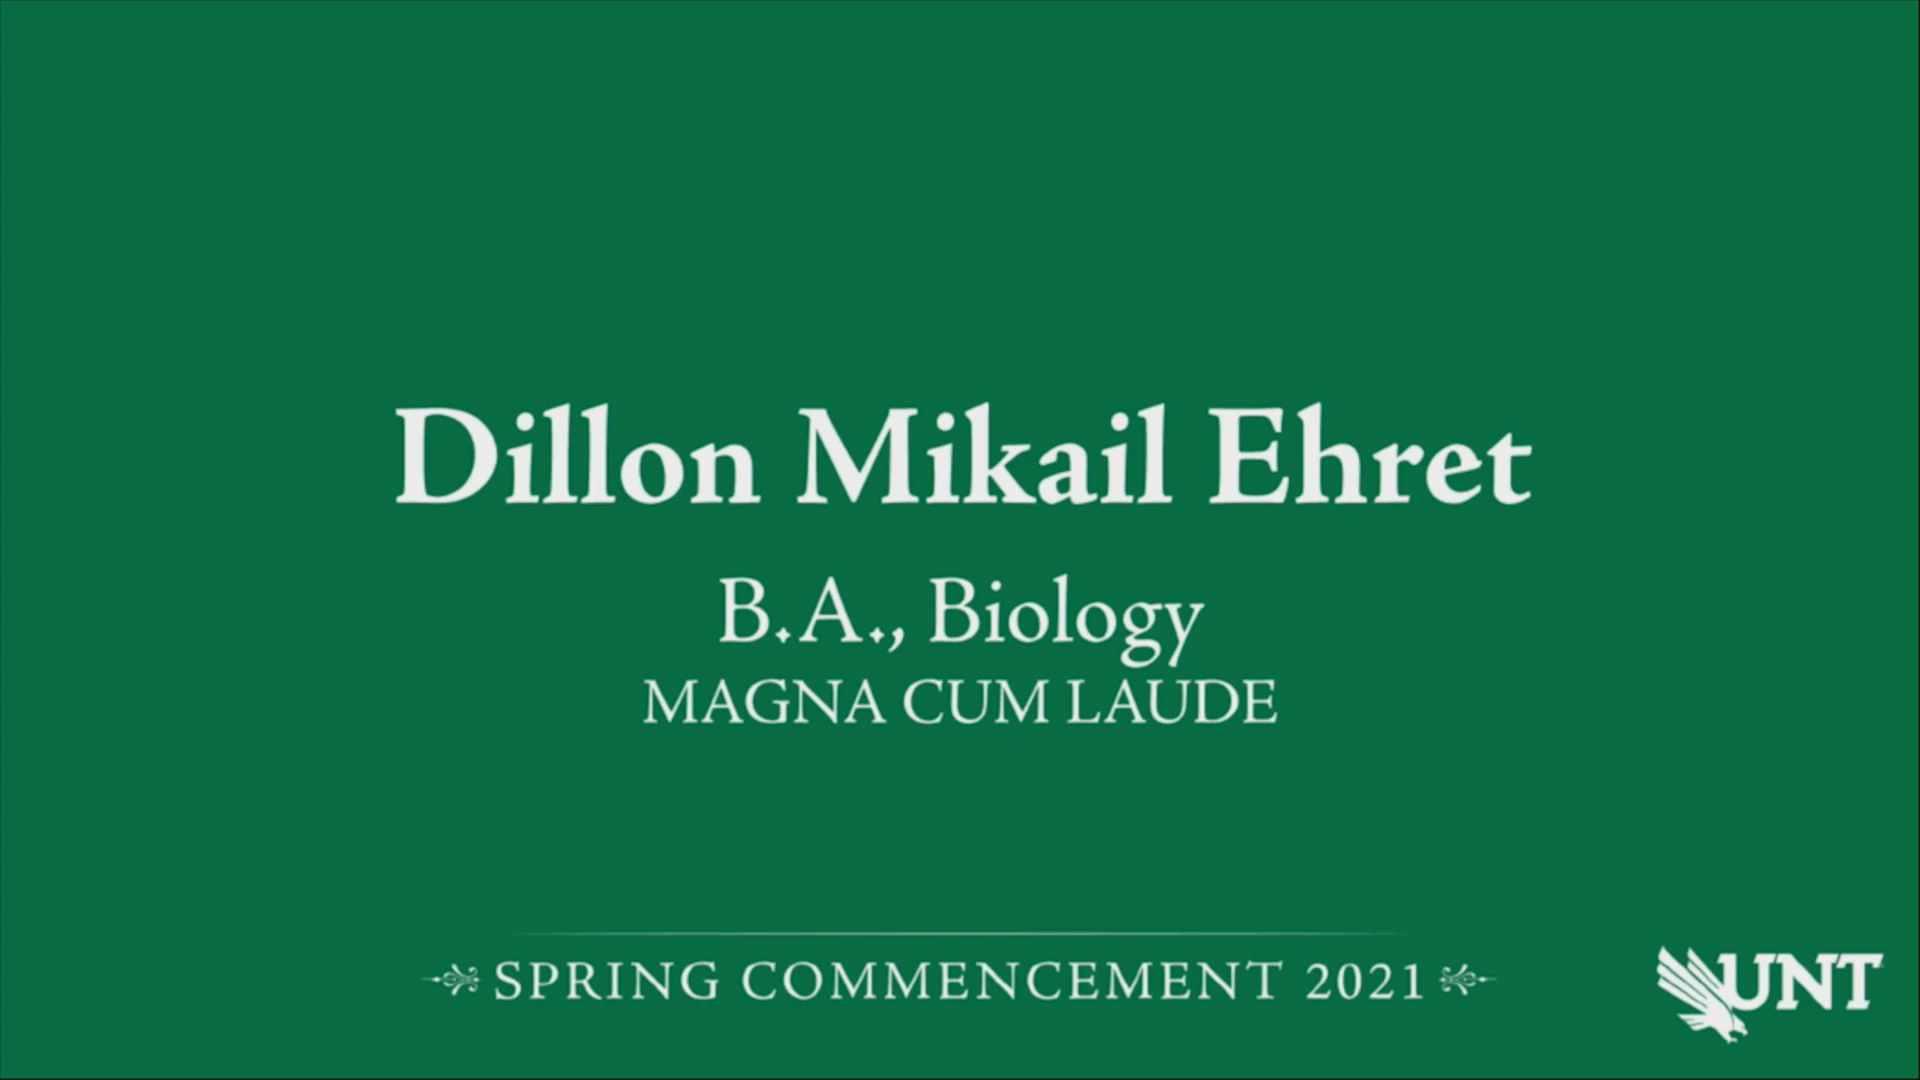 Dillon Mikail Ehret
B.A., Biology
MAGNA CUM LAUDE
SPRING COMMENCEMENT 2021
UNT